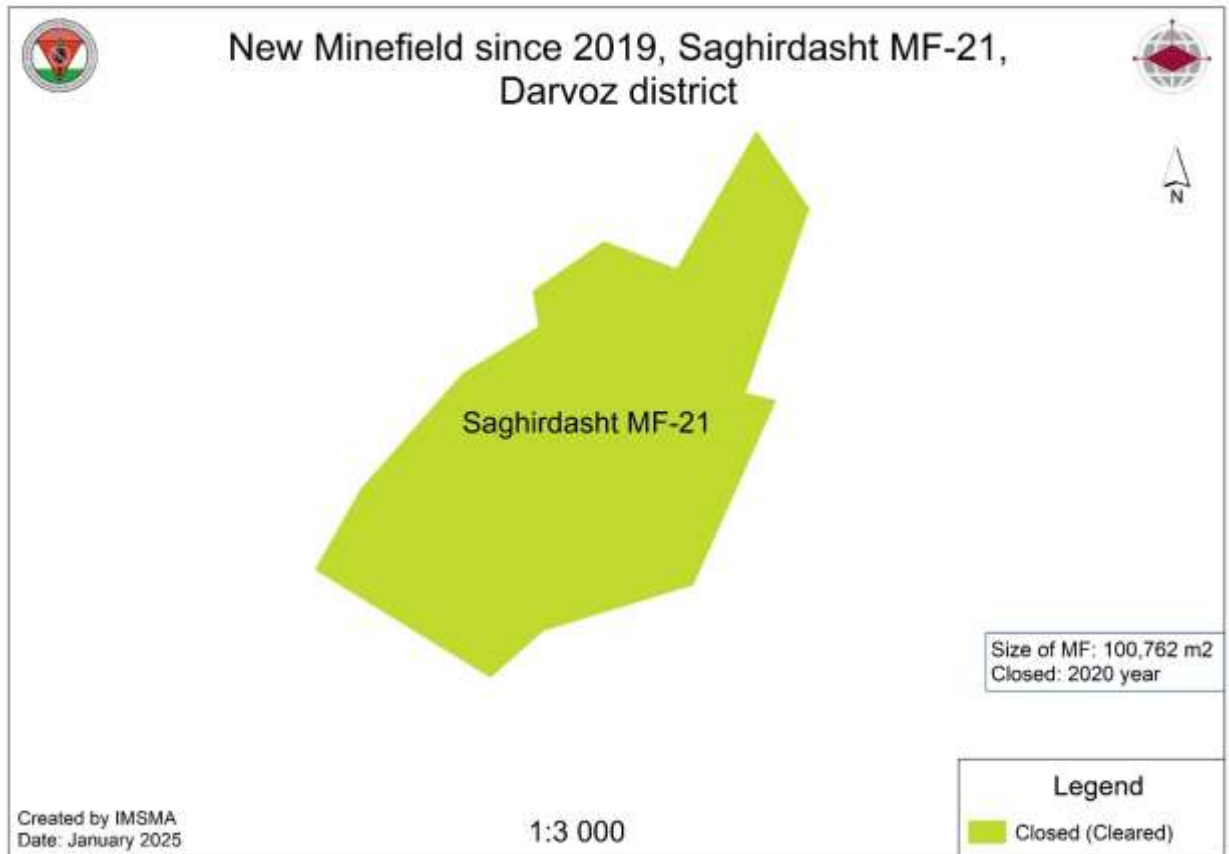 New Minefield since 2019, Saghirdasht MF-21,
Darvoz district
N
Saghirdasht MF-21
Size of MF: 100,762 m2
Closed: 2020 year
Legend
Closed (Cleared)
Created by IMSMA
Date: January 2025
1:3 000